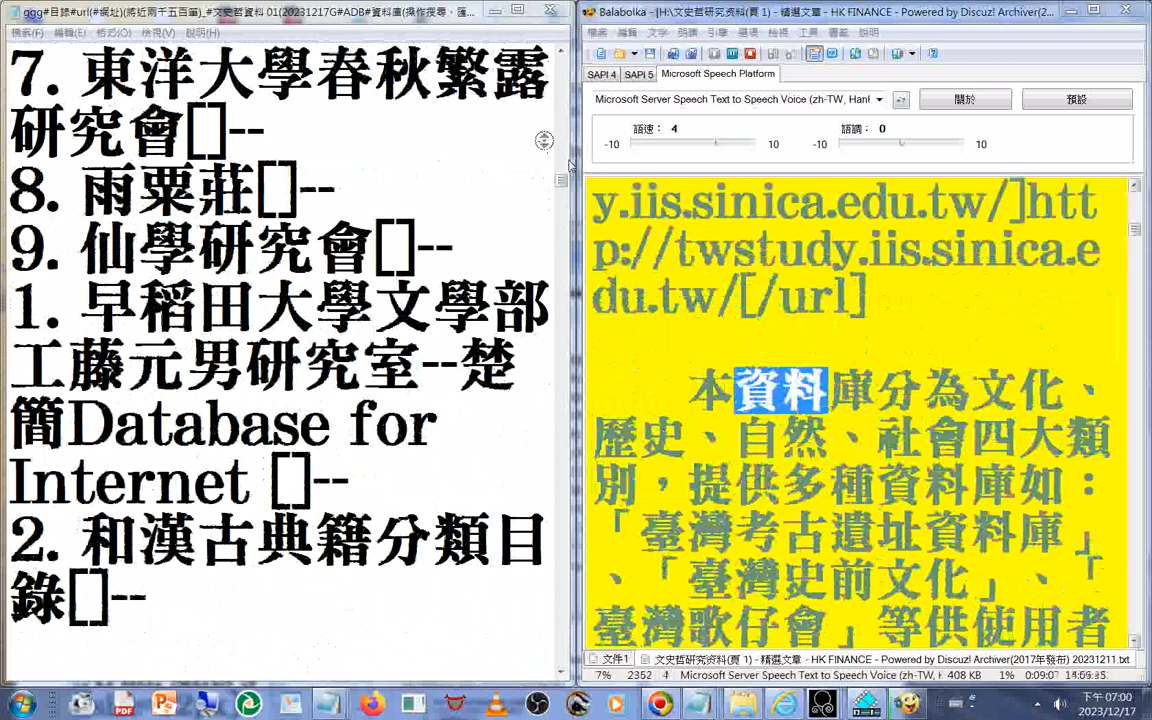 ggg#目錄#url(#網址)(將近兩千五百筆)_#文史哲資料 01(20231217G#ADB#資料庫(操作搜尋、匯...
檔案(F) 編輯(E) 格式(O) 檢視(V) 說明(H)
7. 東洋大學春秋繁露
研究會[]--
8. 雨粟莊[]--
9. 仙學研究會[]--
1. 早稻田大學文學部
工藤元男研究室--楚
簡Database for
Internet []--
2. 和漢古典籍分類目
錄[]--
Balabolka - [H:\文史哲研究资料(頁 1) - 精選文章 - HK FINANCE - Powered by Discuz! Archiver(2...
檔案 編輯 文字 朗讀 引擎 選項 檢視 工具 書籤 說明
SAPI 4 SAPI 5 Microsoft Speech Platform
Microsoft Server Speech Text to Speech Voice (zh-TW, Hanl
關於 預設
語速： 4 語調： 0
-10 10 -10 10
y.iis.sinica.edu.tw/]htt
p://twstudy.iis.sinica.e
du.tw/[/url]
本資料庫分為文化、
歷史、自然、社會四大類
別，提供多種資料庫如：
「臺灣考古遺址資料庫」
、「臺灣史前文化」、「
臺灣歌仔會」等供使用者
文件1 文史哲研究资料(頁 1) - 精選文章 - HK FINANCE - Powered by Discuz! Archiver(2017年發布) 20231211.txt
7% 2352 4 Microsoft Server Speech Text to Speech Voice (zh-TW, H 408 KB 1% 0:09:07
下午 07:00
2023/12/17